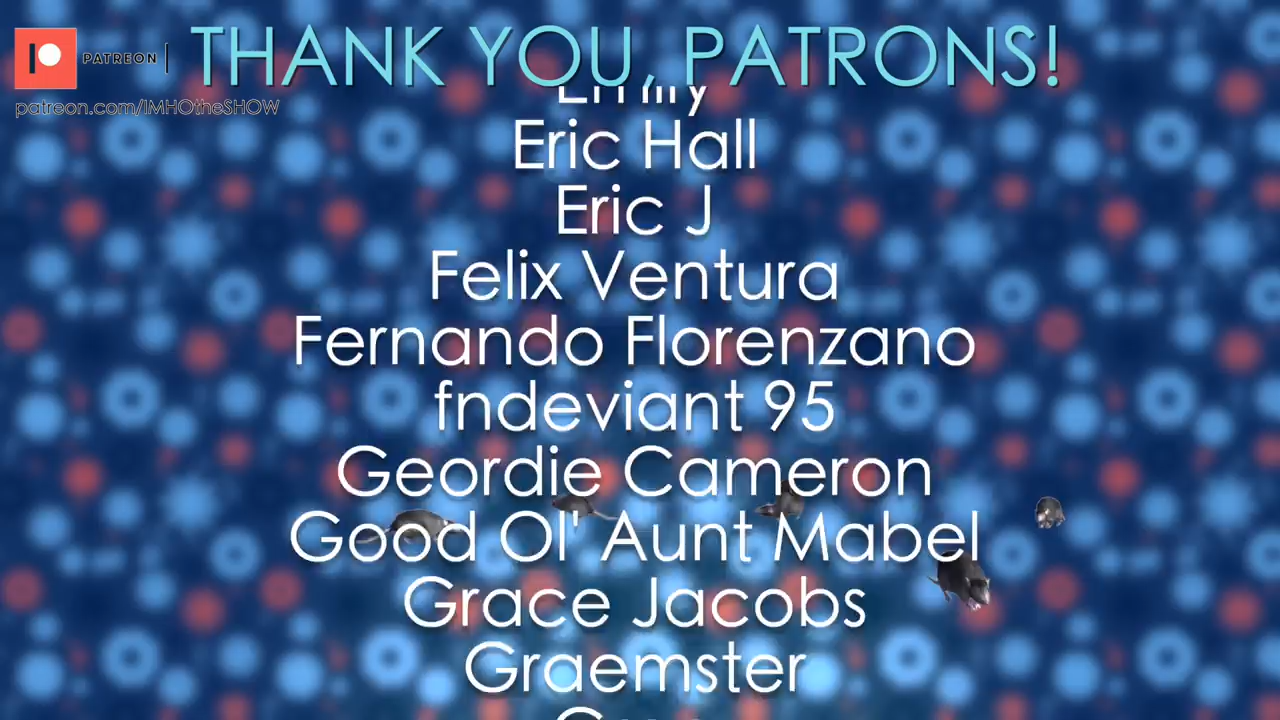 PATREON
THANK YOU, PATRONS!
patreon.com/IMHOtheSHOW
Eric Hall
Eric J
Felix Ventura
Fernando Florenzano
fndeviant 95
Geordie Cameron
Good Ol' Aunt Mabel
Grace Jacobs
Graemster